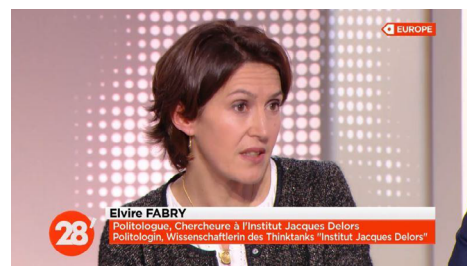 EUROPE
Elvire FABRY
Politologue, Chercheure à l'Institut Jacques Delors
Politologin, Wissenschaftlerin des Thinktanks "Institut Jacques Delors"
28'